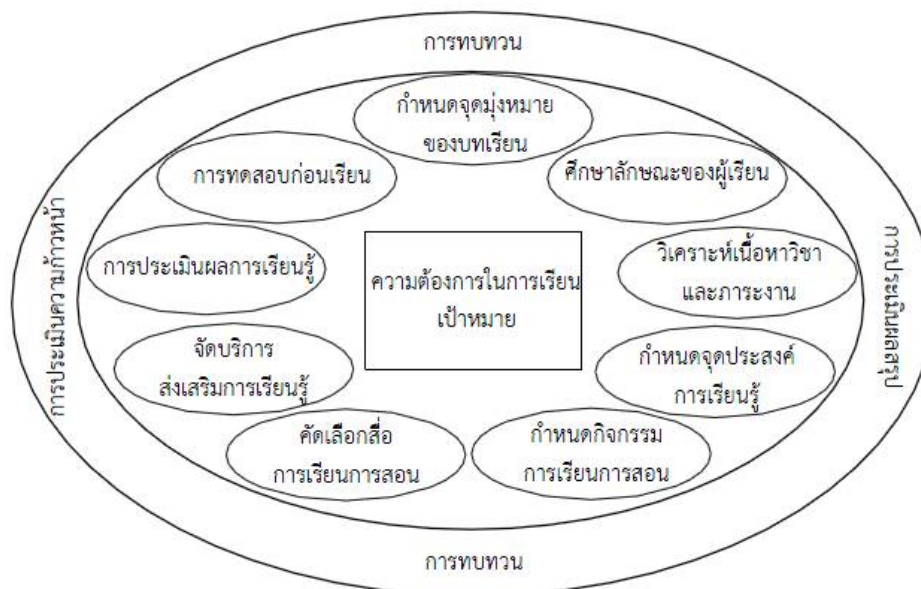 การทบทวน
กำหนดจุดมุ่งหมาย
ของบทเรียน
การทดสอบก่อนเรียน
ศึกษาลักษณะของผู้เรียน
การประเมินความก้าวหน้า
การประเมินผลการเรียนรู้
ความต้องการในการเรียน
เป้าหมาย
วิเคราะห์เนื้อหาวิชา
และภาระงาน
การประเมินผลสรุป
จัดบริการ
ส่งเสริมการเรียนรู้
กำหนดจุดประสงค์
การเรียนรู้
คัดเลือกสื่อ
การเรียนการสอน
กำหนดกิจกรรม
การเรียนการสอน
การทบทวน